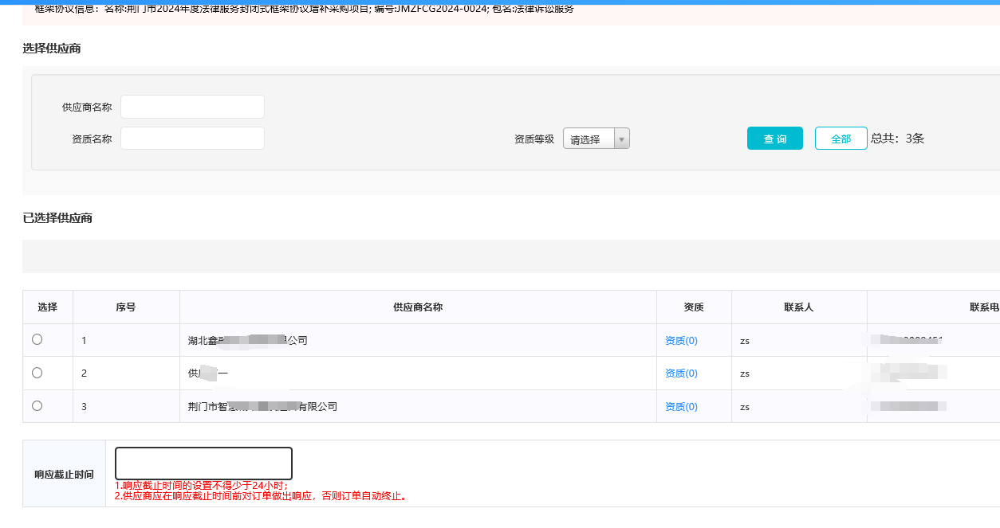 框架协议信息：名称:荆门市2024年度法律服务封闭式框架协议增补采购项目; 编号:JMZFCG2024-0024; 包名:法律诉讼服务
选择供应商
供应商名称
资质名称 资质等级 请选择 查 询 全部 总共：3条
已选择供应商
选择 序号 供应商名称 资质 联系人 联系电
1 湖北鑫 公司 资质(0) zs
2 供 一 资质(0) zs
3 荆门市智 有限公司 资质(0) zs
响应截止时间
1.响应截止时间的设置不得少于24小时;
2.供应商应在响应截止时间前对订单做出响应，否则订单自动终止。